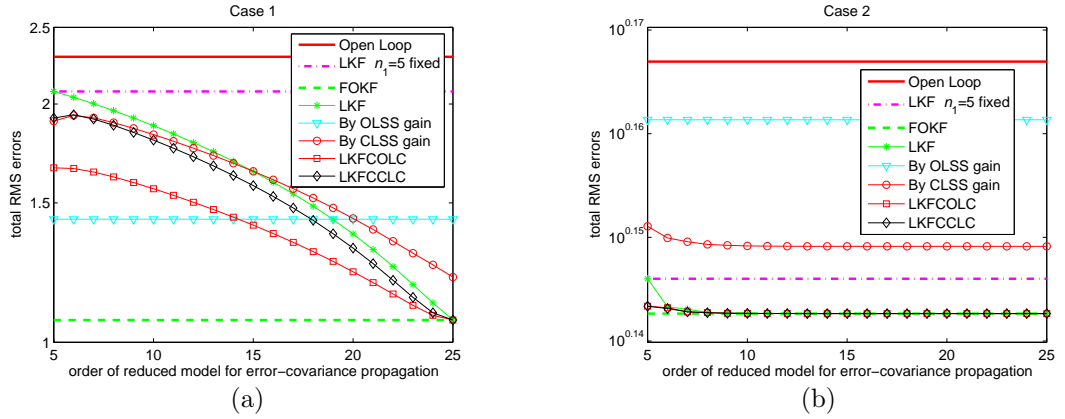 Case 1
2.5
2
1.5
1
total RMS errors
Open Loop
LKF n₁=5 fixed
FOKF
LKF
By OLSS gain
By CLSS gain
LKFCOLC
LKFCCLC
5 10 15 20 25
order of reduced model for error−covariance propagation
(a)
Case 2
10^0.17
10^0.16
10^0.15
10^0.14
total RMS errors
Open Loop
LKF n₁=5 fixed
FOKF
LKF
By OLSS gain
By CLSS gain
LKFCOLC
LKFCCLC
5 10 15 20 25
order of reduced model for error−covariance propagation
(b)